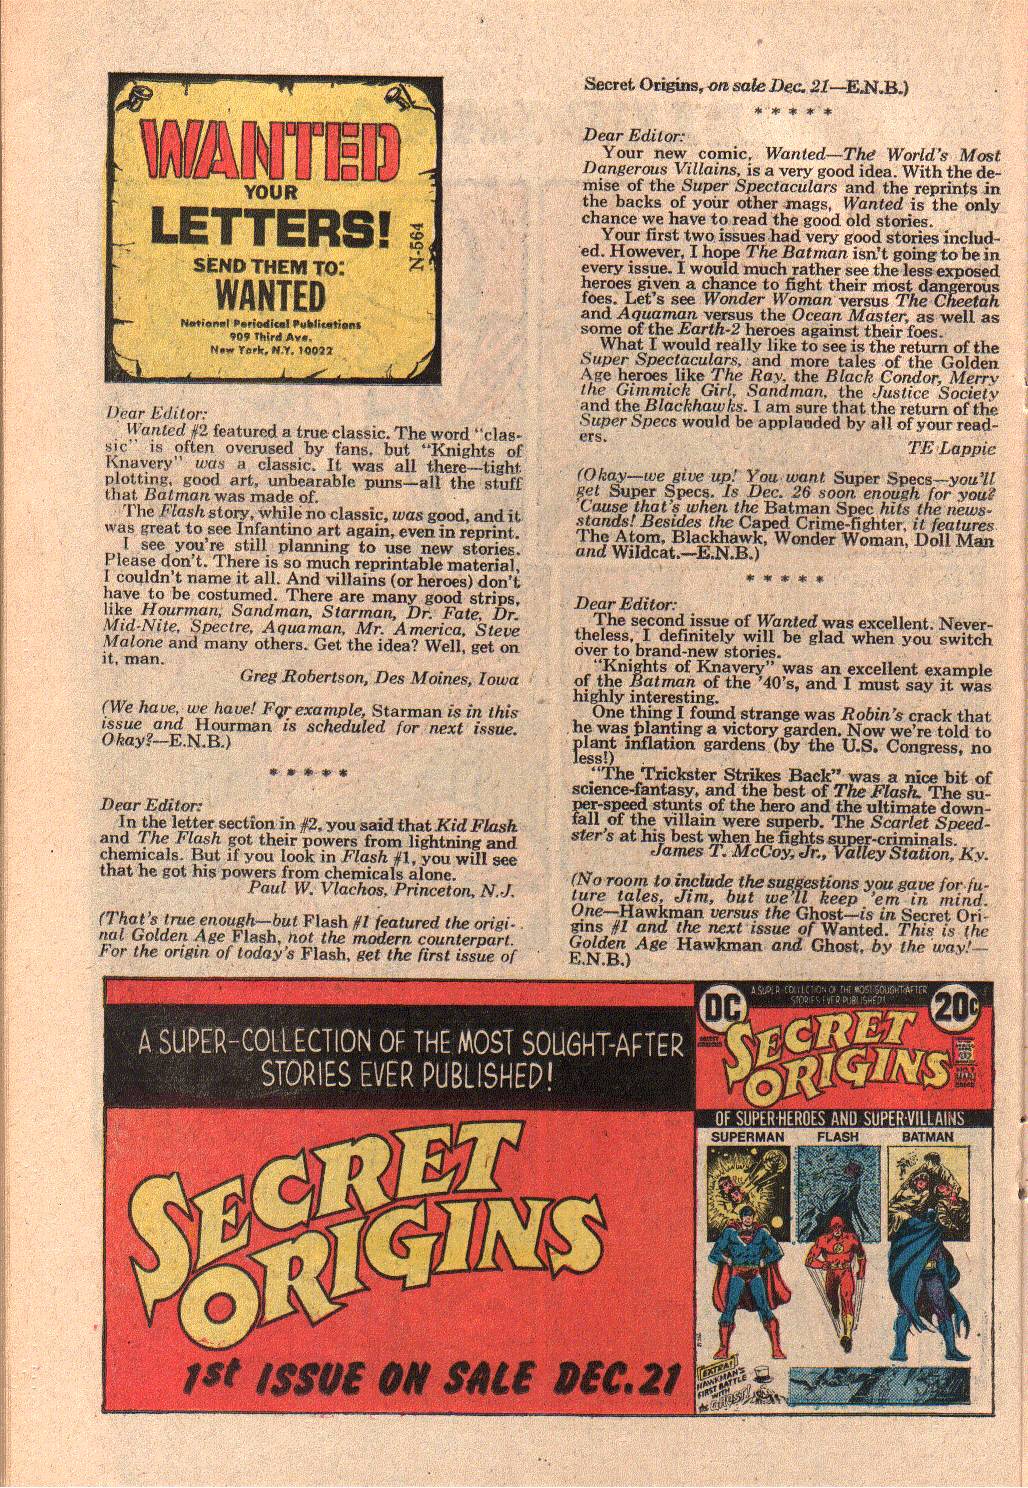 WANTED
YOUR
LETTERS!
SEND THEM TO:
WANTED
National Periodical Publications
909 Third Ave.
New York, N.Y. 10022
N-564
Dear Editor:
Wanted #2 featured a true classic. The word "clas-
sic" is often overused by fans, but "Knights of
Knavery" was a classic. It was all there—tight
plotting, good art, unbearable puns—all the stuff
that Batman was made of.
The Flash story, while no classic, was good, and it
was great to see Infantino art again, even in reprint.
I see you're still planning to use new stories.
Please don't. There is so much reprintable material,
I couldn't name it all. And villains (or heroes) don't
have to be costumed. There are many good strips,
like Hourman, Sandman, Starman, Dr. Fate, Dr.
Mid-Nite, Spectre, Aquaman, Mr. America, Steve
Malone and many others. Get the idea? Well, get on
it, man.
Greg Robertson, Des Moines, Iowa
(We have, we have! For example, Starman is in this
issue and Hourman is scheduled for next issue.
Okay?—E.N.B.)
* * * * *
Dear Editor:
In the letter section in #2, you said that Kid Flash
and The Flash got their powers from lightning and
chemicals. But if you look in Flash #1, you will see
that he got his powers from chemicals alone.
Paul W. Vlachos, Princeton, N.J.
(That's true enough—but Flash #1 featured the origi-
nal Golden Age Flash, not the modern counterpart.
For the origin of today's Flash, get the first issue of
Secret Origins, on sale Dec. 21—E.N.B.)
* * * * *
Dear Editor:
Your new comic, Wanted—The World's Most
Dangerous Villains, is a very good idea. With the de-
mise of the Super Spectaculars and the reprints in
the backs of your other mags, Wanted is the only
chance we have to read the good old stories.
Your first two issues had very good stories includ-
ed. However, I hope The Batman isn't going to be in
every issue. I would much rather see the less exposed
heroes given a chance to fight their most dangerous
foes. Let's see Wonder Woman versus The Cheetah
and Aquaman versus the Ocean Master, as well as
some of the Earth-2 heroes against their foes.
What I would really like to see is the return of the
Super Spectaculars, and more tales of the Golden
Age heroes like The Ray, the Black Condor, Merry
the Gimmick Girl, Sandman, the Justice Society
and the Blackhawks. I am sure that the return of the
Super Specs would be applauded by all of your read-
ers.
TE Lappie
(Okay—we give up! You want Super Specs—you'll
get Super Specs. Is Dec. 26 soon enough for you?
'Cause that's when the Batman Spec hits the news-
stands! Besides the Caped Crime-fighter, it features
The Atom, Blackhawk, Wonder Woman, Doll Man
and Wildcat.—E.N.B.)
* * * * *
Dear Editor:
The second issue of Wanted was excellent. Never-
theless, I definitely will be glad when you switch
over to brand-new stories.
"Knights of Knavery" was an excellent example
of the Batman of the '40's, and I must say it was
highly interesting.
One thing I found strange was Robin's crack that
he was planting a victory garden. Now we're told to
plant inflation gardens (by the U.S. Congress, no
less!)
"The Trickster Strikes Back" was a nice bit of
science-fantasy, and the best of The Flash. The su-
per-speed stunts of the hero and the ultimate down-
fall of the villain were superb. The Scarlet Speed-
ster's at his best when he fights super-criminals.
James T. McCoy, Jr., Valley Station, Ky.
(No room to include the suggestions you gave for fu-
ture tales, Jim, but we'll keep 'em in mind.
One—Hawkman versus the Ghost—is in Secret Ori-
gins #1 and the next issue of Wanted. This is the
Golden Age Hawkman and Ghost, by the way!—
E.N.B.)
A SUPER-COLLECTION OF THE MOST SOUGHT-AFTER
STORIES EVER PUBLISHED!
SECRET
ORIGINS
1st ISSUE ON SALE DEC. 21
A SUPER-COLLECTION OF THE MOST SOUGHT-AFTER
STORIES EVER PUBLISHED!
DC
20¢
SECRET
ORIGINS
OF SUPER-HEROES AND SUPER-VILLAINS
SUPERMAN FLASH BATMAN
EXTRA!
HAWKMAN'S
FIRST BATTLE
WITH
the GHOST!